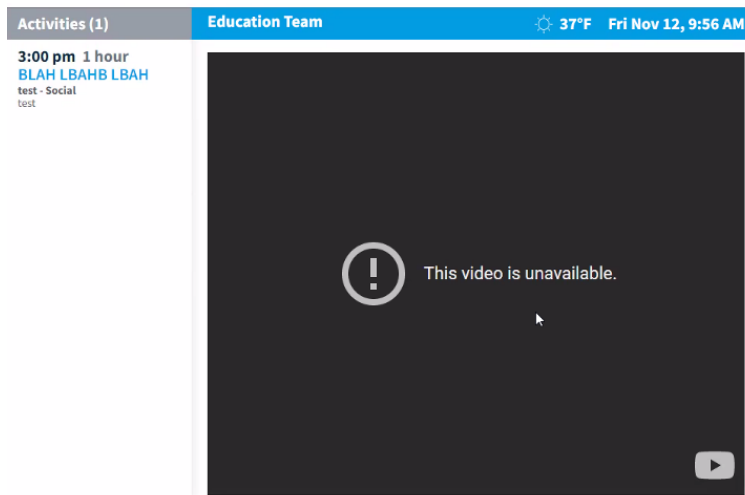 Activities (1)
Education Team
37°F Fri Nov 12, 9:56 AM
3:00 pm 1 hour
BLAH LBAHB LBAH
test - Social
test
This video is unavailable.